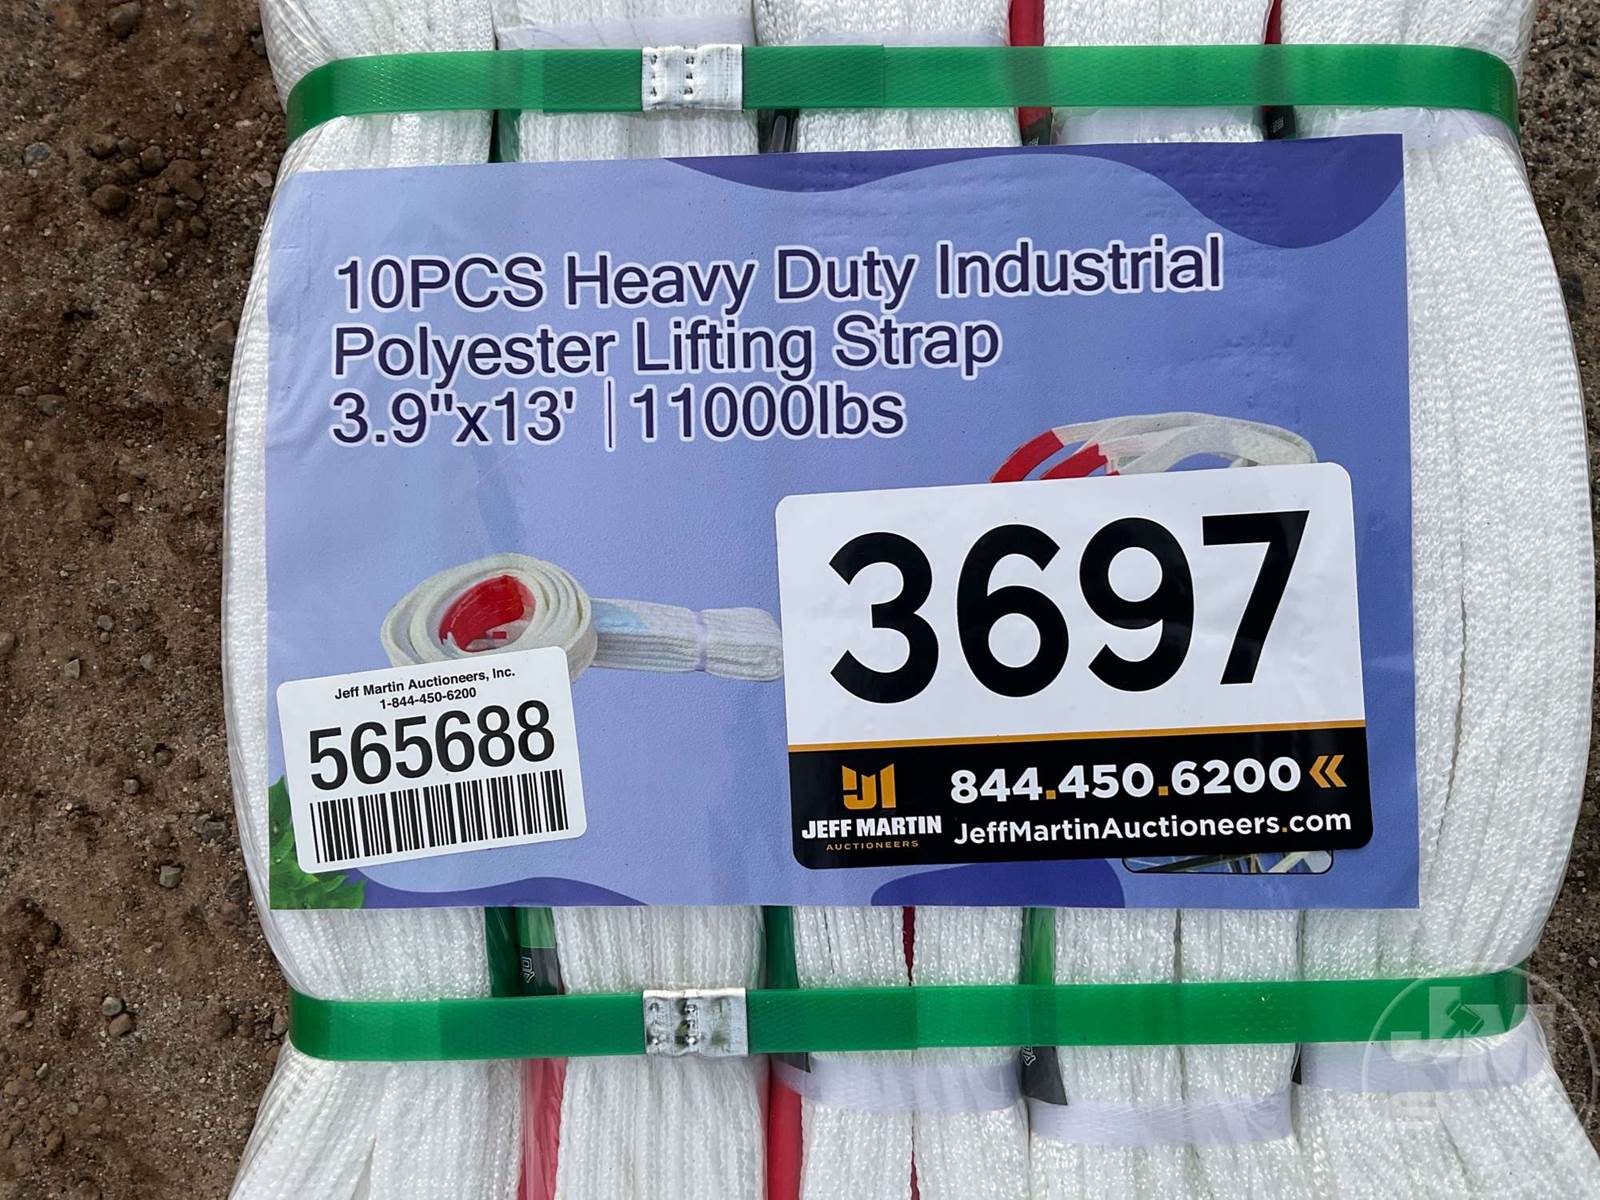 10PCS Heavy Duty Industrial
Polyester Lifting Strap
3.9"x13' | 11000lbs
3697
Jeff Martin Auctioneers, Inc.
1-844-450-6200
565688
844.450.6200
JEFF MARTIN
AUCTIONEERS
JeffMartinAuctioneers.com